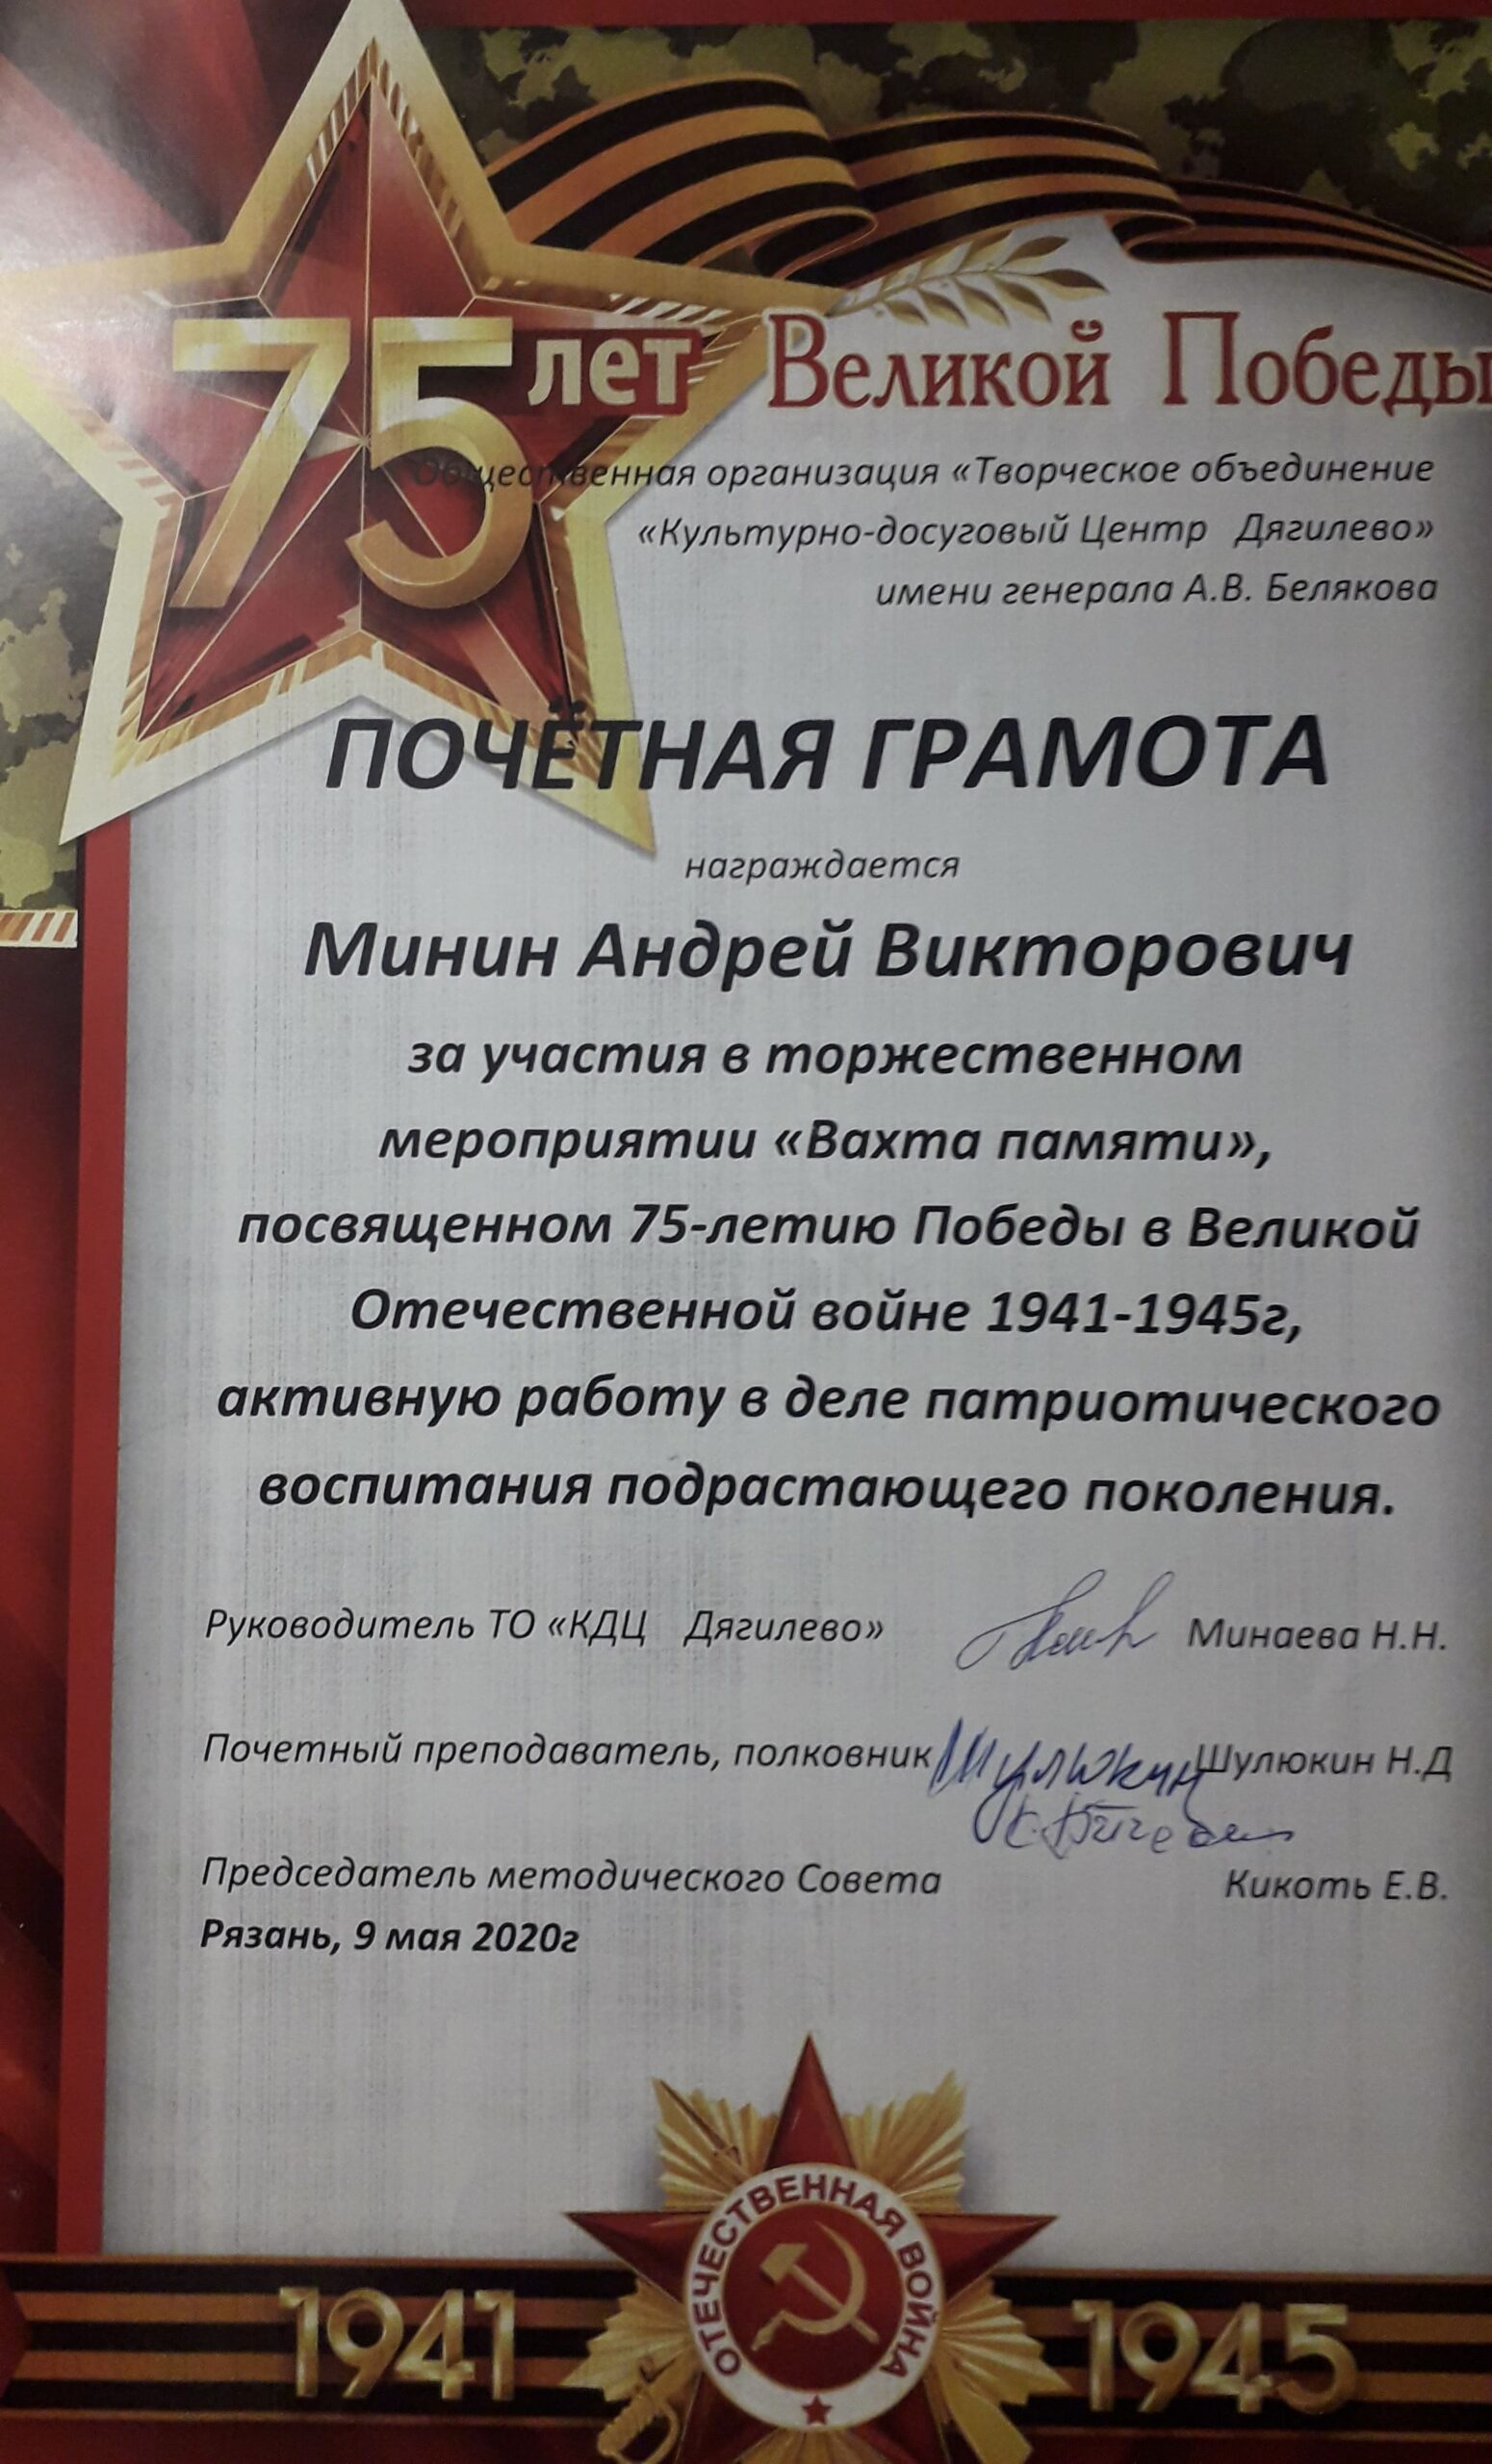 75 лет Великой Победы
Общественная организация «Творческое объединение
«Культурно-досуговый Центр Дягилево»
имени генерала А.В. Белякова
ПОЧЁТНАЯ ГРАМОТА
награждается
Минин Андрей Викторович
за участия в торжественном
мероприятии «Вахта памяти»,
посвященном 75-летию Победы в Великой
Отечественной войне 1941-1945г,
активную работу в деле патриотического
воспитания подрастающего поколения.
Руководитель ТО «КДЦ Дягилево» Минаева Н.Н.
Почетный преподаватель, полковник Шулюкин Шулюкин Н.Д
Председатель методического Совета Кикоть Е.В.
Рязань, 9 мая 2020г
ОТЕЧЕСТВЕННАЯ ВОЙНА
1941 1945